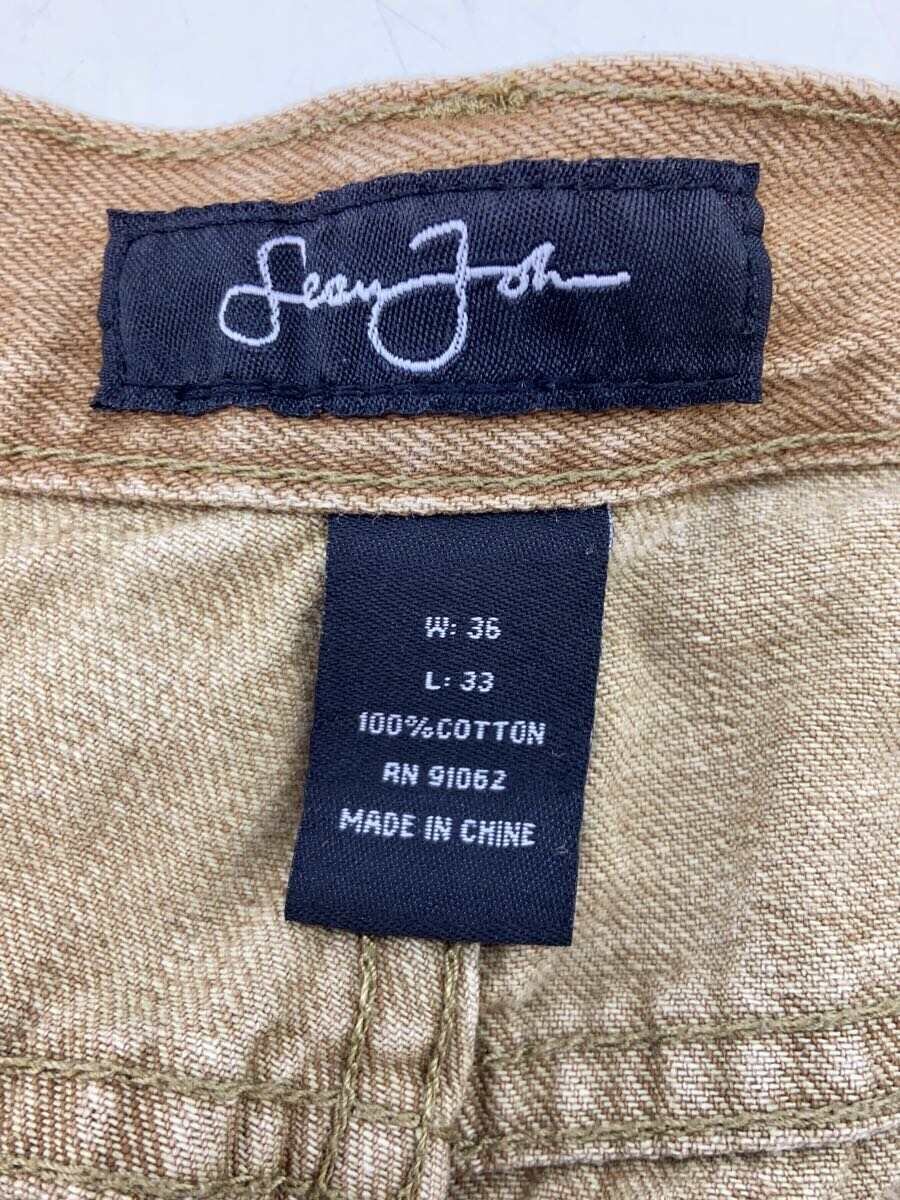 Sean John
W: 36
L: 33
100%COTTON
RN 91062
MADE IN CHINE